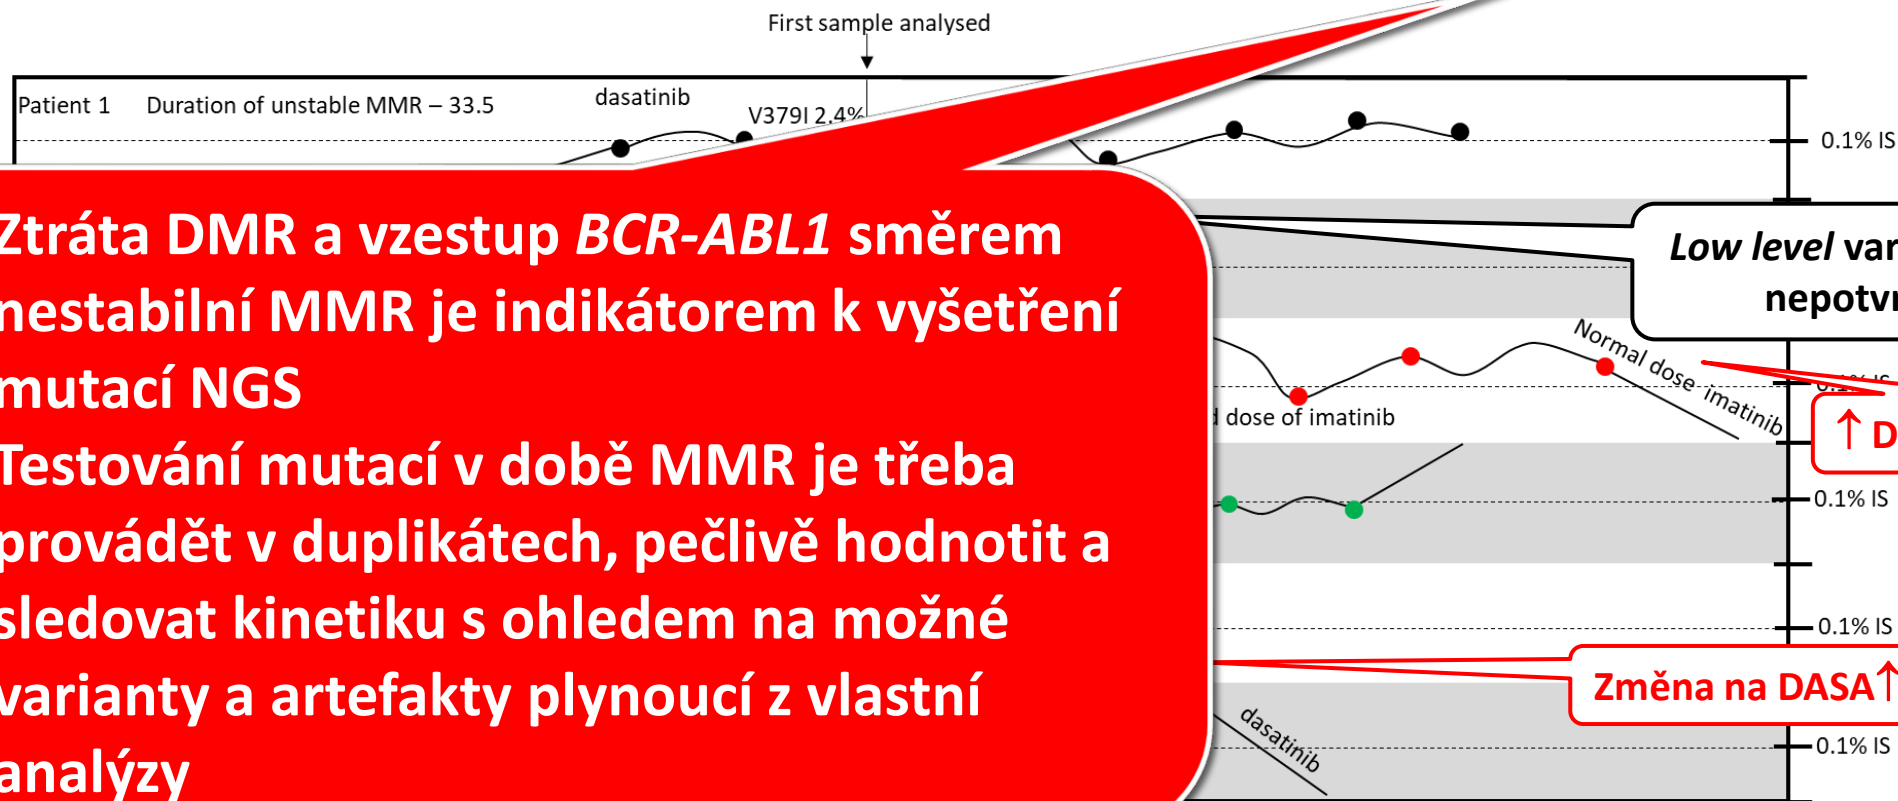 First sample analysed
Patient 1 Duration of unstable MMR – 33.5 dasatinib
V379I 2.4%
0.1% IS
Ztráta DMR a vzestup BCR-ABL1 směrem
nestabilní MMR je indikátorem k vyšetření
mutací NGS
Testování mutací v době MMR je třeba
provádět v duplikátech, pečlivě hodnotit a
sledovat kinetiku s ohledem na možné
varianty a artefakty plynoucí z vlastní
analýzy
Low level
Normal dose imatinib
dose of imatinib
↑ D
0.1% IS
0.1% IS
Změna na DASA↑
dasatinib
0.1% IS